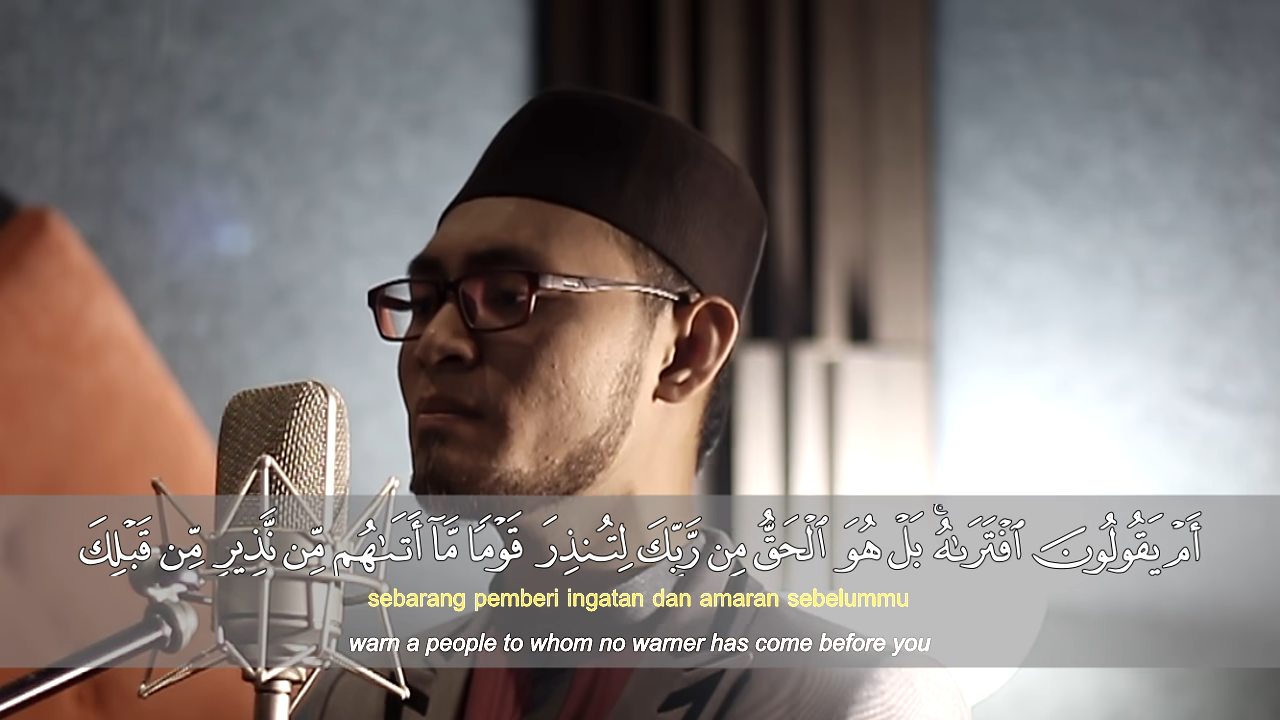 أَمْ يَقُولُونَ ٱفْتَرَىٰهُ ۚ بَلْ هُوَ ٱلْحَقُّ مِن رَّبِّكَ لِتُنذِرَ قَوْمًا مَّآ أَتَىٰهُم مِّن نَّذِيرٍ مِّن قَبْلِكَ
sebarang pemberi ingatan dan amaran sebelummu
warn a people to whom no warner has come before you